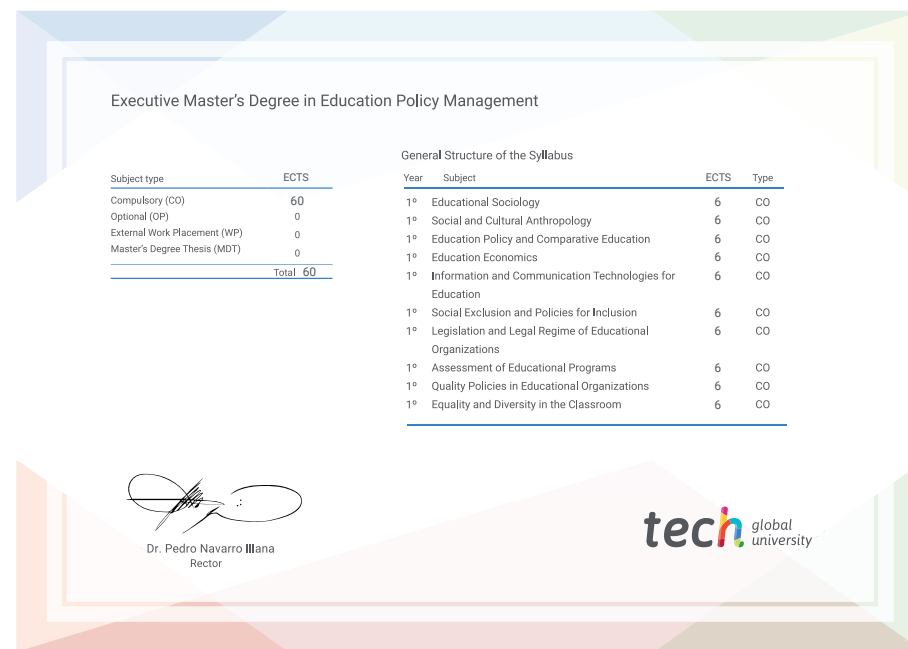 Executive Master's Degree in Education Policy Management
Subject type ECTS
Compulsory (CO) 60
Optional (OP) 0
External Work Placement (WP) 0
Master's Degree Thesis (MDT) 0
Total 60
General Structure of the Syllabus
Year Subject ECTS Type
1º Educational Sociology 6 CO
1º Social and Cultural Anthropology 6 CO
1º Education Policy and Comparative Education 6 CO
1º Education Economics 6 CO
1º Information and Communication Technologies for 6 CO
Education
1º Social Exclusion and Policies for Inclusion 6 CO
1º Legislation and Legal Regime of Educational 6 CO
Organizations
1º Assessment of Educational Programs 6 CO
1º Quality Policies in Educational Organizations 6 CO
1º Equality and Diversity in the Classroom 6 CO
Dr. Pedro Navarro Illana
Rector
tech global
university